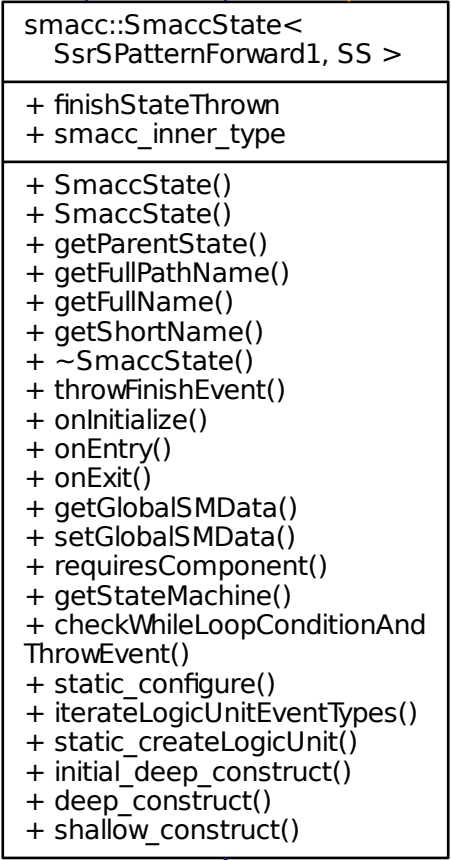 smacc::SmaccState<
SsrSPatternForward1, SS >
+ finishStateThrown
+ smacc_inner_type
+ SmaccState()
+ SmaccState()
+ getParentState()
+ getFullPathName()
+ getFullName()
+ getShortName()
+ ~SmaccState()
+ throwFinishEvent()
+ onInitialize()
+ onEntry()
+ onExit()
+ getGlobalSMData()
+ setGlobalSMData()
+ requiresComponent()
+ getStateMachine()
+ checkWhileLoopConditionAnd
ThrowEvent()
+ static_configure()
+ iterateLogicUnitEventTypes()
+ static_createLogicUnit()
+ initial_deep_construct()
+ deep_construct()
+ shallow_construct()